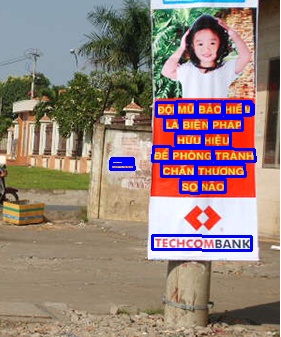 ĐỘI MŨ BẢO HIỂM
LÀ BIỆN PHÁP
HỮU HIỆU
ĐỂ PHÒNG TRÁNH
CHẤN THƯƠNG
SỌ NÃO
TECHCOMBANK